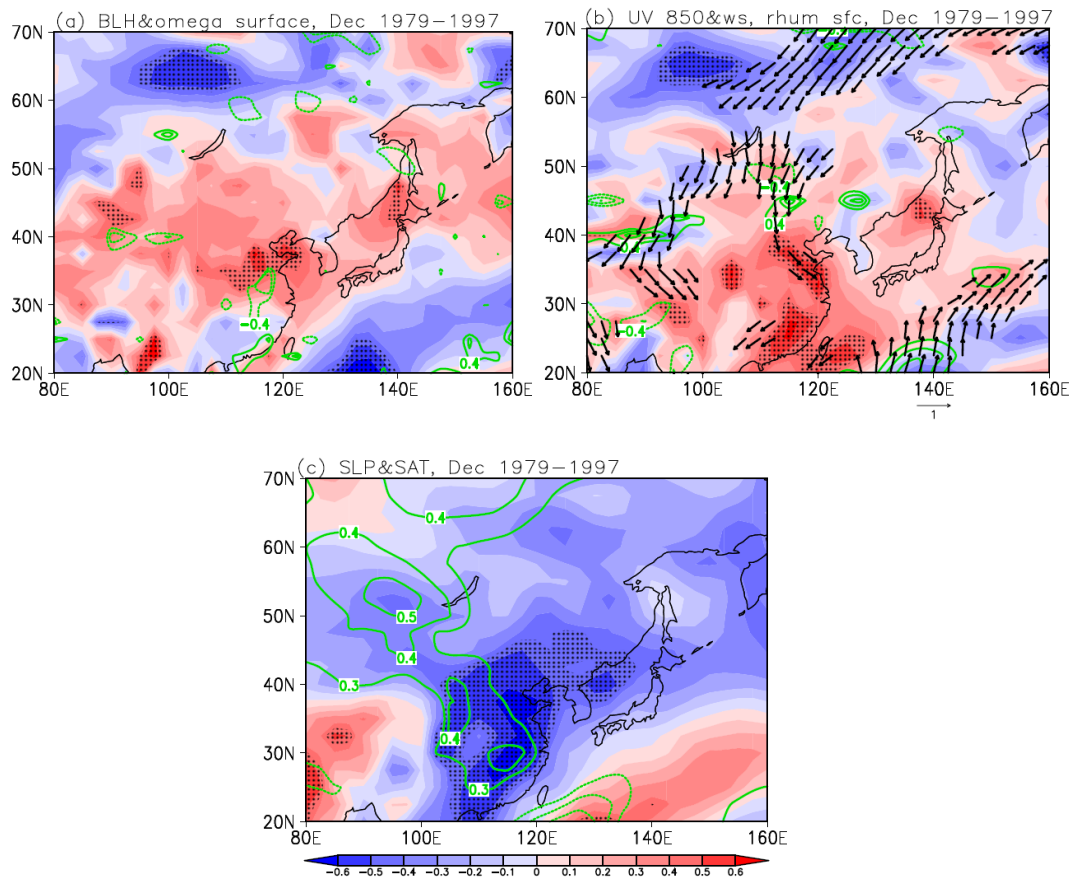 (a) BLH&omega surface, Dec 1979−1997
70N
60N
50N
40N
30N
20N
−0.4
0.4
80E 100E 120E 140E 160E
(b) UV 850&ws, rhum sfc, Dec 1979−1997
70N
60N
50N
40N
30N
20N
0.4
−0.4
80E 100E 120E 140E 160E
1
(c) SLP&SAT, Dec 1979−1997
70N
60N
50N
40N
30N
20N
0.4
0.4
0.5
0.4
0.3
0.4
0.3
80E 100E 120E 140E 160E
−0.6 −0.5 −0.4 −0.3 −0.2 −0.1 0 0.1 0.2 0.3 0.4 0.5 0.6